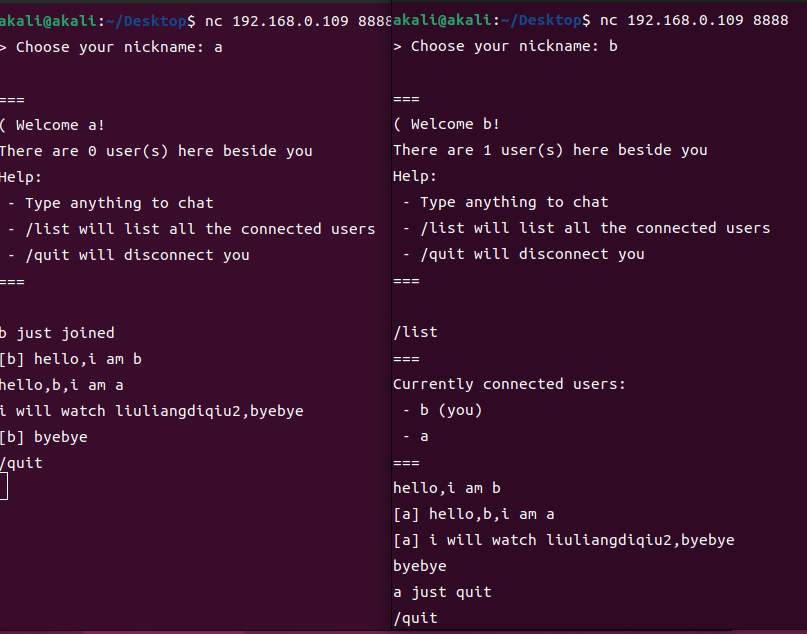 akali@akali:~/Desktop$ nc 192.168.0.109 8888
> Choose your nickname: a
===
( Welcome a!
There are 0 user(s) here beside you
Help:
- Type anything to chat
- /list will list all the connected users
- /quit will disconnect you
===
b just joined
[b] hello,i am b
hello,b,i am a
i will watch liuliangdiqiu2,byebye
[b] byebye
/quit
akali@akali:~/Desktop$ nc 192.168.0.109 8888
> Choose your nickname: b
===
( Welcome b!
There are 1 user(s) here beside you
Help:
- Type anything to chat
- /list will list all the connected users
- /quit will disconnect you
===
/list
===
Currently connected users:
- b (you)
- a
===
hello,i am b
[a] hello,b,i am a
[a] i will watch liuliangdiqiu2,byebye
byebye
a just quit
/quit